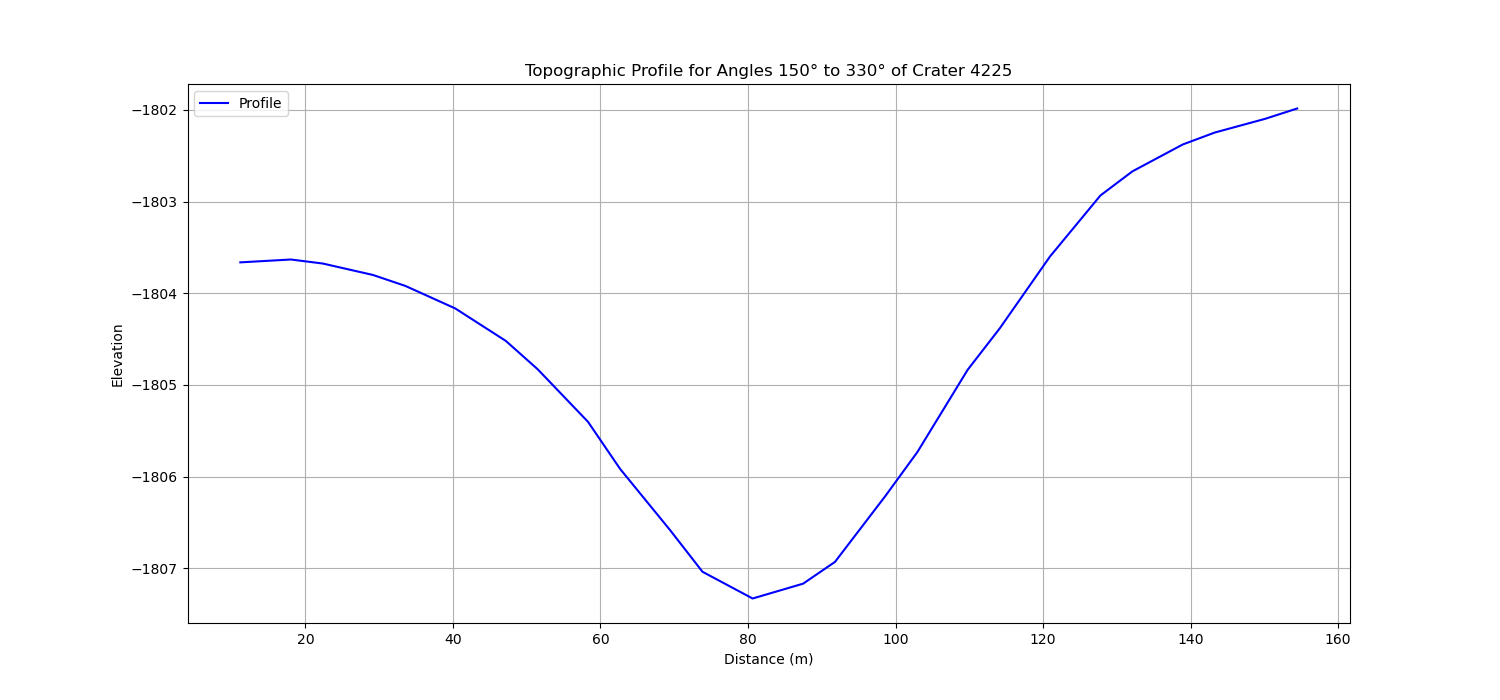 Topographic Profile for Angles 150° to 330° of Crater 4225
Profile
−1802
−1803
−1804
−1805
−1806
−1807
Elevation
20 40 60 80 100 120 140 160
Distance (m)